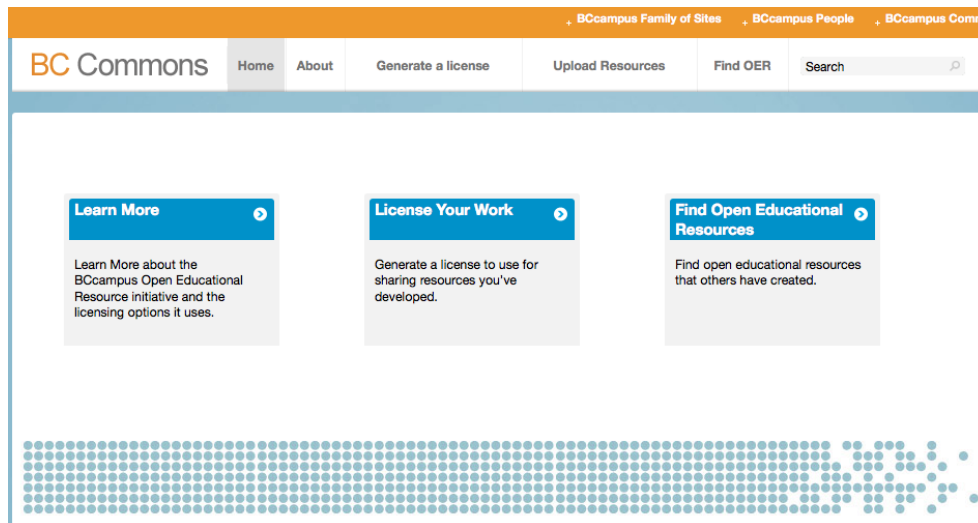 BCcampus Family of Sites BCcampus People BCcampus Comm
BC Commons Home About Generate a license Upload Resources Find OER Search
Learn More
Learn More about the
BCcampus Open Educational
Resource initiative and the
licensing options it uses.
License Your Work
Generate a license to use for
sharing resources you've
developed.
Find Open Educational
Resources
Find open educational resources
that others have created.